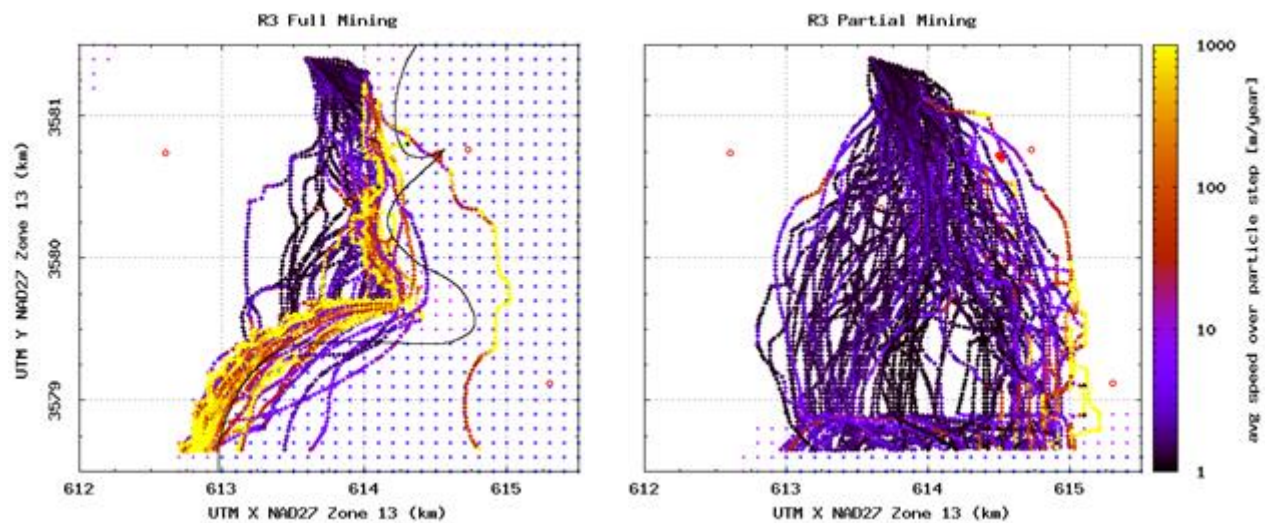 R3 Full Mining
R3 Partial Mining
3581
3580
3579
UTM Y NAD27 Zone 13 (km)
612
613
614
615
UTM X NAD27 Zone 13 (km)
612
613
614
615
UTM X NAD27 Zone 13 (km)
1000
100
10
1
avg speed over particle step [m/year]